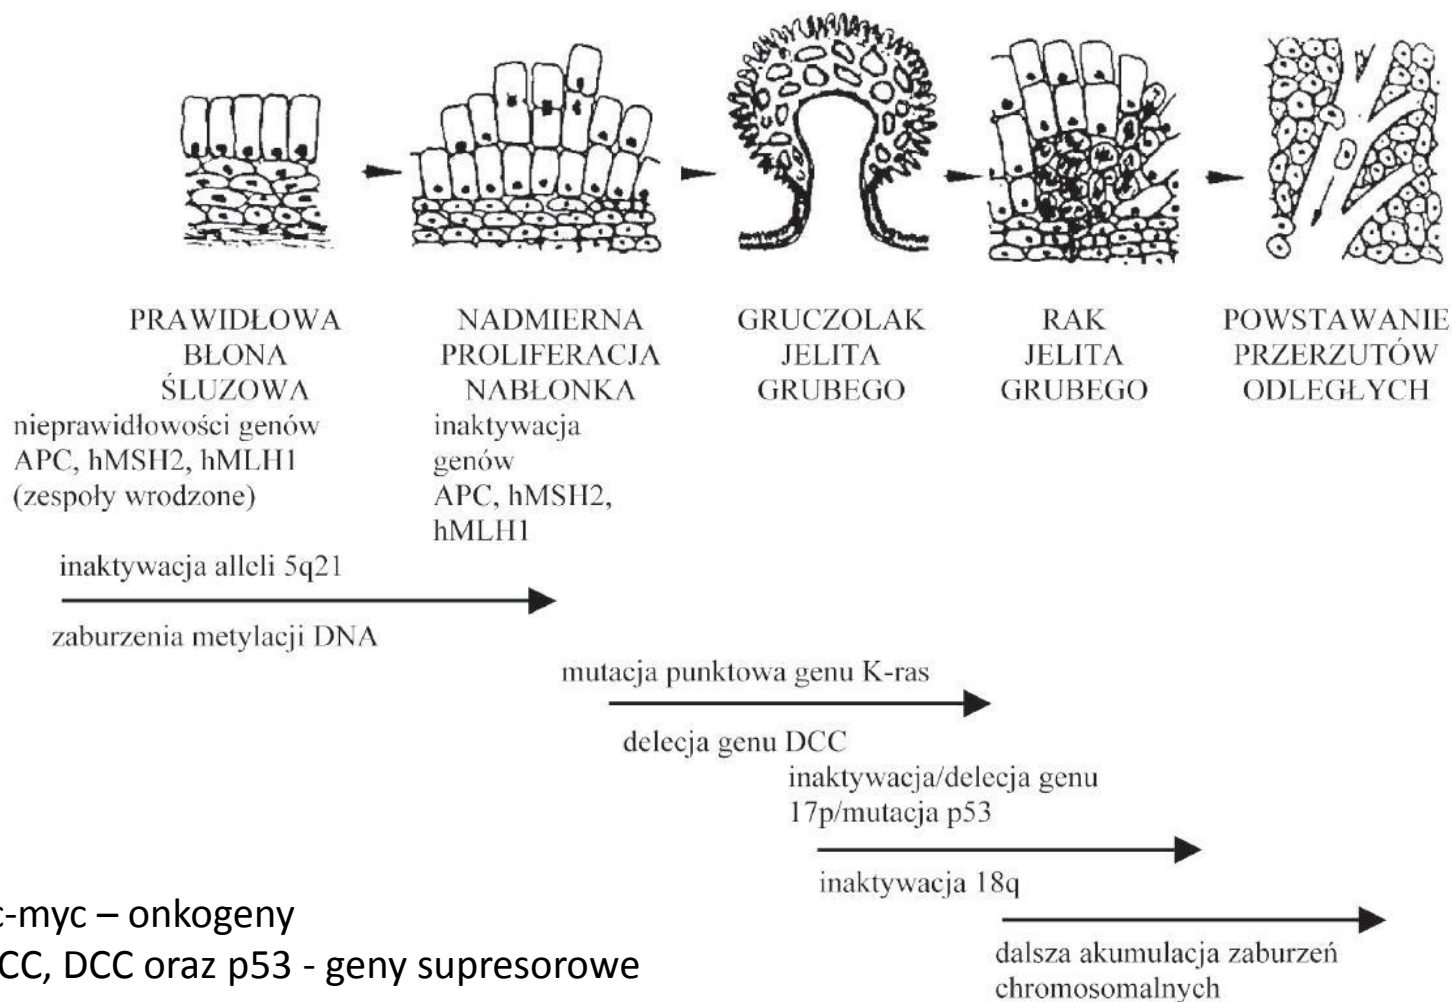 PRAWIDŁOWA
BŁONA
ŚLUZOWA
nieprawidłowości genów
APC, hMSH2, hMLH1
(zespoły wrodzone)
NADMIERNA
PROLIFERACJA
NABŁONKA
inaktywacja
genów
APC, hMSH2,
hMLH1
GRUCZOLAK
JELITA
GRUBEGO
RAK
JELITA
GRUBEGO
POWSTAWANIE
PRZERZUTÓW
ODLEGŁYCH
inaktywacja alleli 5q21
zaburzenia metylacji DNA
mutacja punktowa genu K-ras
delecja genu DCC
inaktywacja/delecja genu
17p/mutacja p53
inaktywacja 18q
dalsza akumulacja zaburzeń
chromosomalnych
c-myc – onkogeny
CC, DCC oraz p53 - geny supresorowe